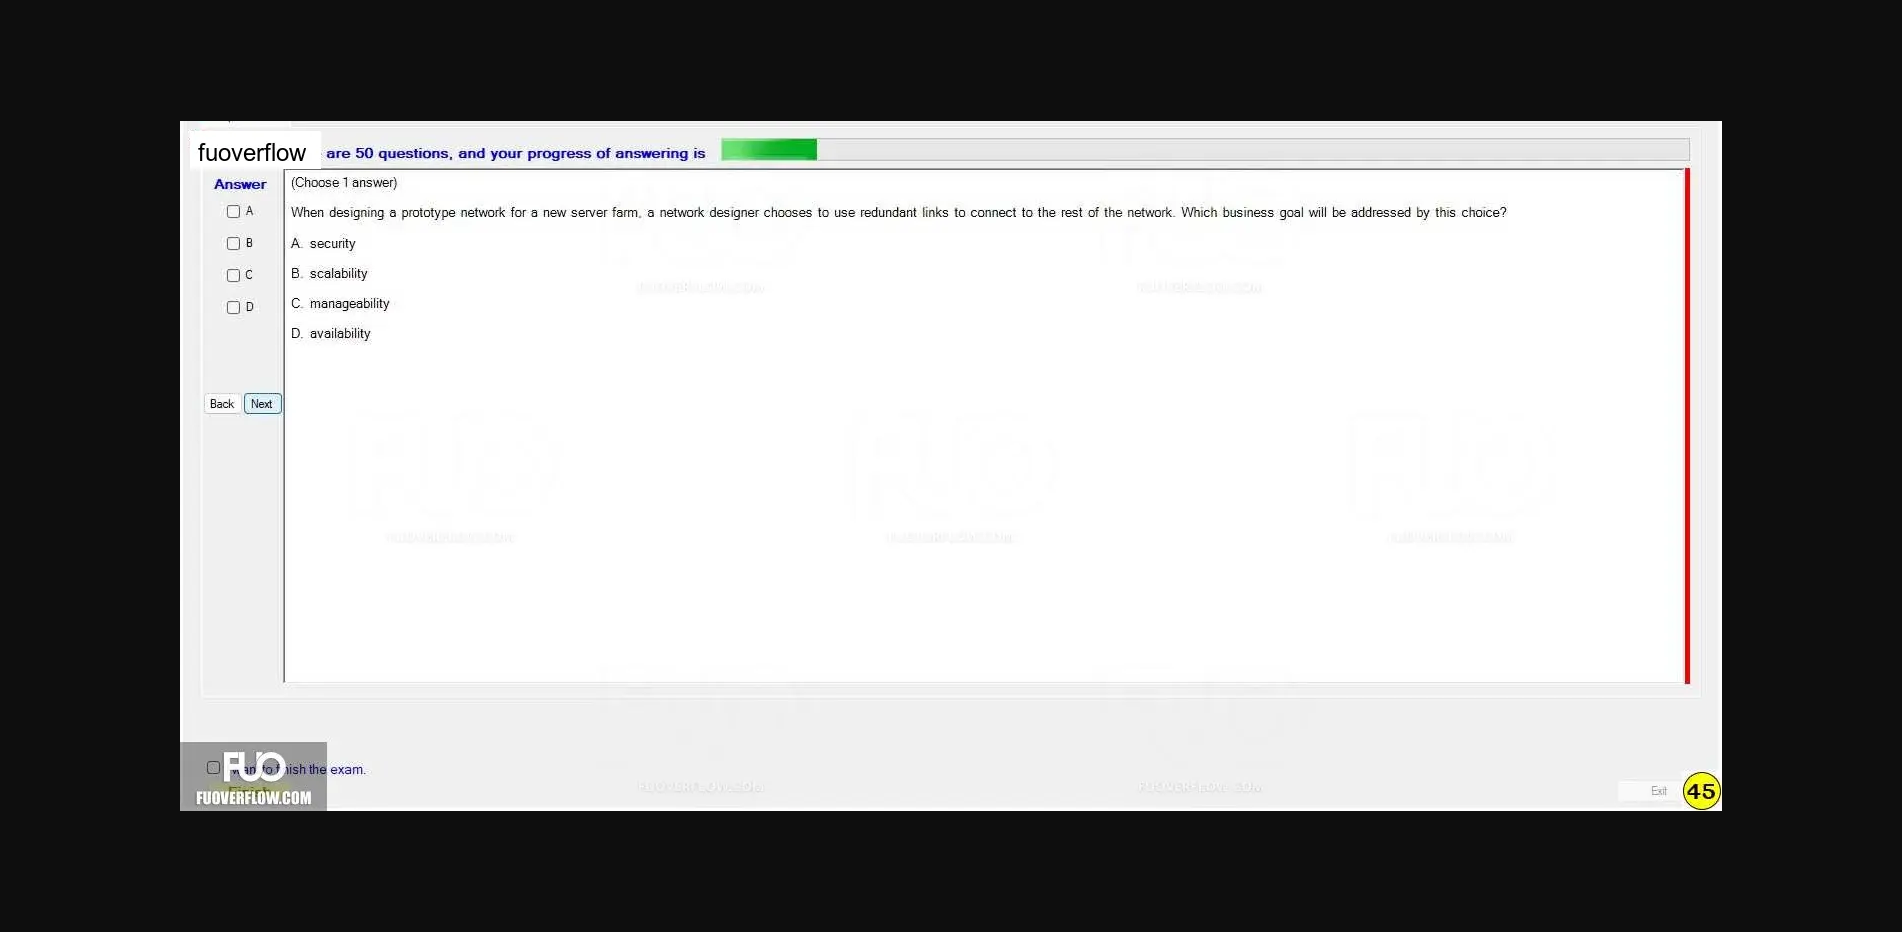 fuoverflow are 50 questions, and your progress of answering is
Answer
(Choose 1 answer)
A
When designing a prototype network for a new server farm, a network designer chooses to use redundant links to connect to the rest of the network. Which business goal will be addressed by this choice?
B
A. security
C
B. scalability
D
C. manageability
D. availability
Back Next
FUO
want to finish the exam.
Finish
FUOVERFLOW.COM
Exit 45